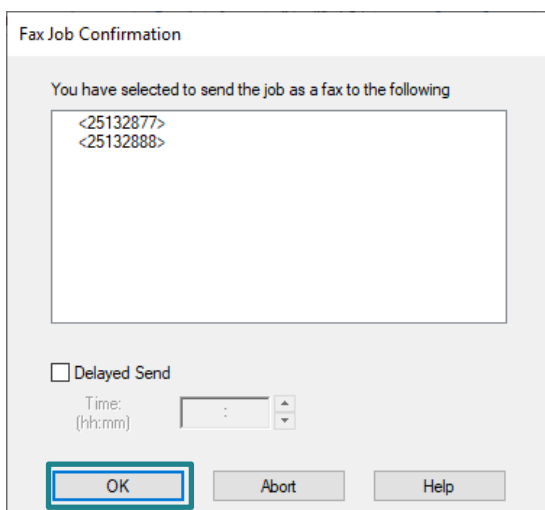 Fax Job Confirmation
You have selected to send the job as a fax to the following
<25132877>
<25132888>
Delayed Send
Time:
(hh:mm)
:
OK Abort Help